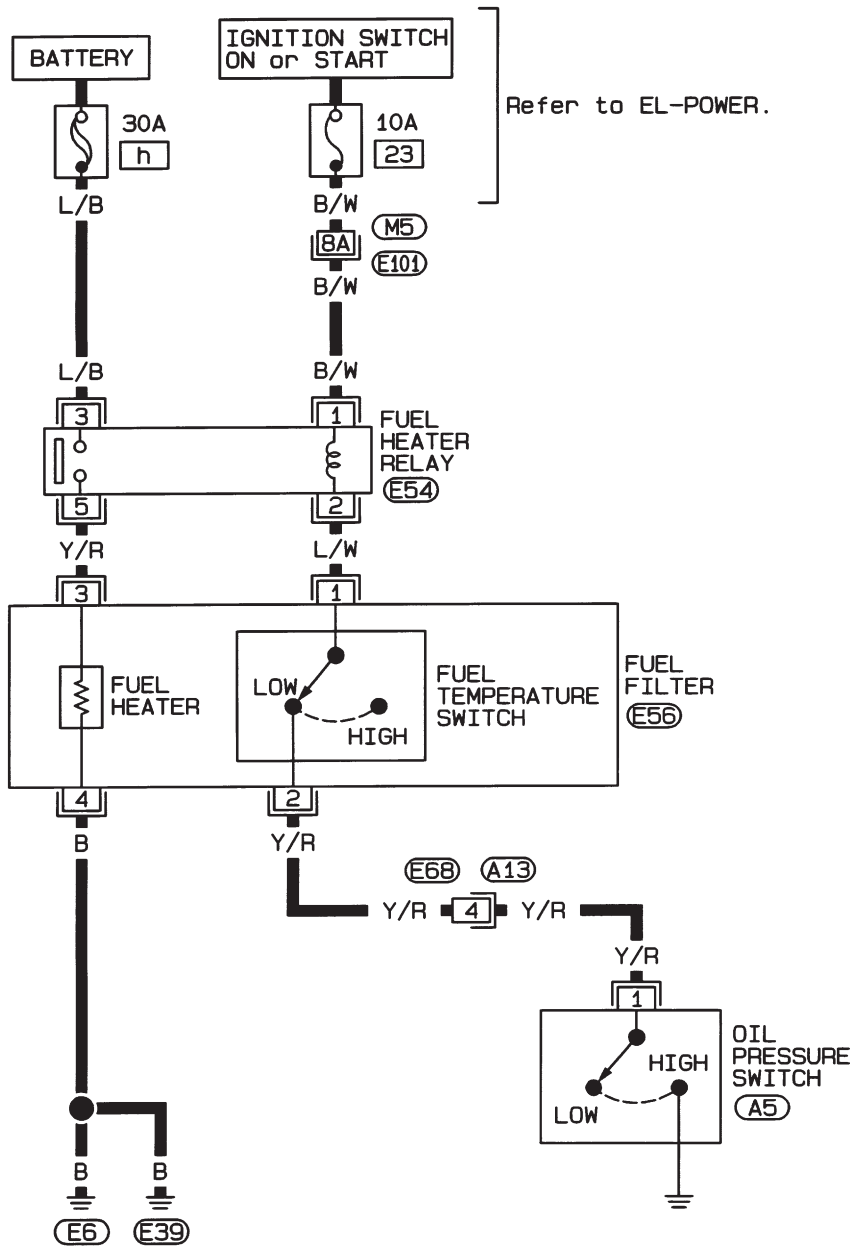 BATTERY
IGNITION SWITCH
ON or START
Refer to EL-POWER.
30A
h
10A
23
L/B
B/W
8A
M5
E101
B/W
L/B
B/W
3
1
FUEL
HEATER
RELAY
E54
5
2
Y/R
L/W
3
1
FUEL
HEATER
LOW
HIGH
FUEL
TEMPERATURE
SWITCH
FUEL
FILTER
E56
4
2
B
Y/R
E68
A13
Y/R
4
Y/R
Y/R
1
HIGH
LOW
OIL
PRESSURE
SWITCH
A5
B
B
E6
E39